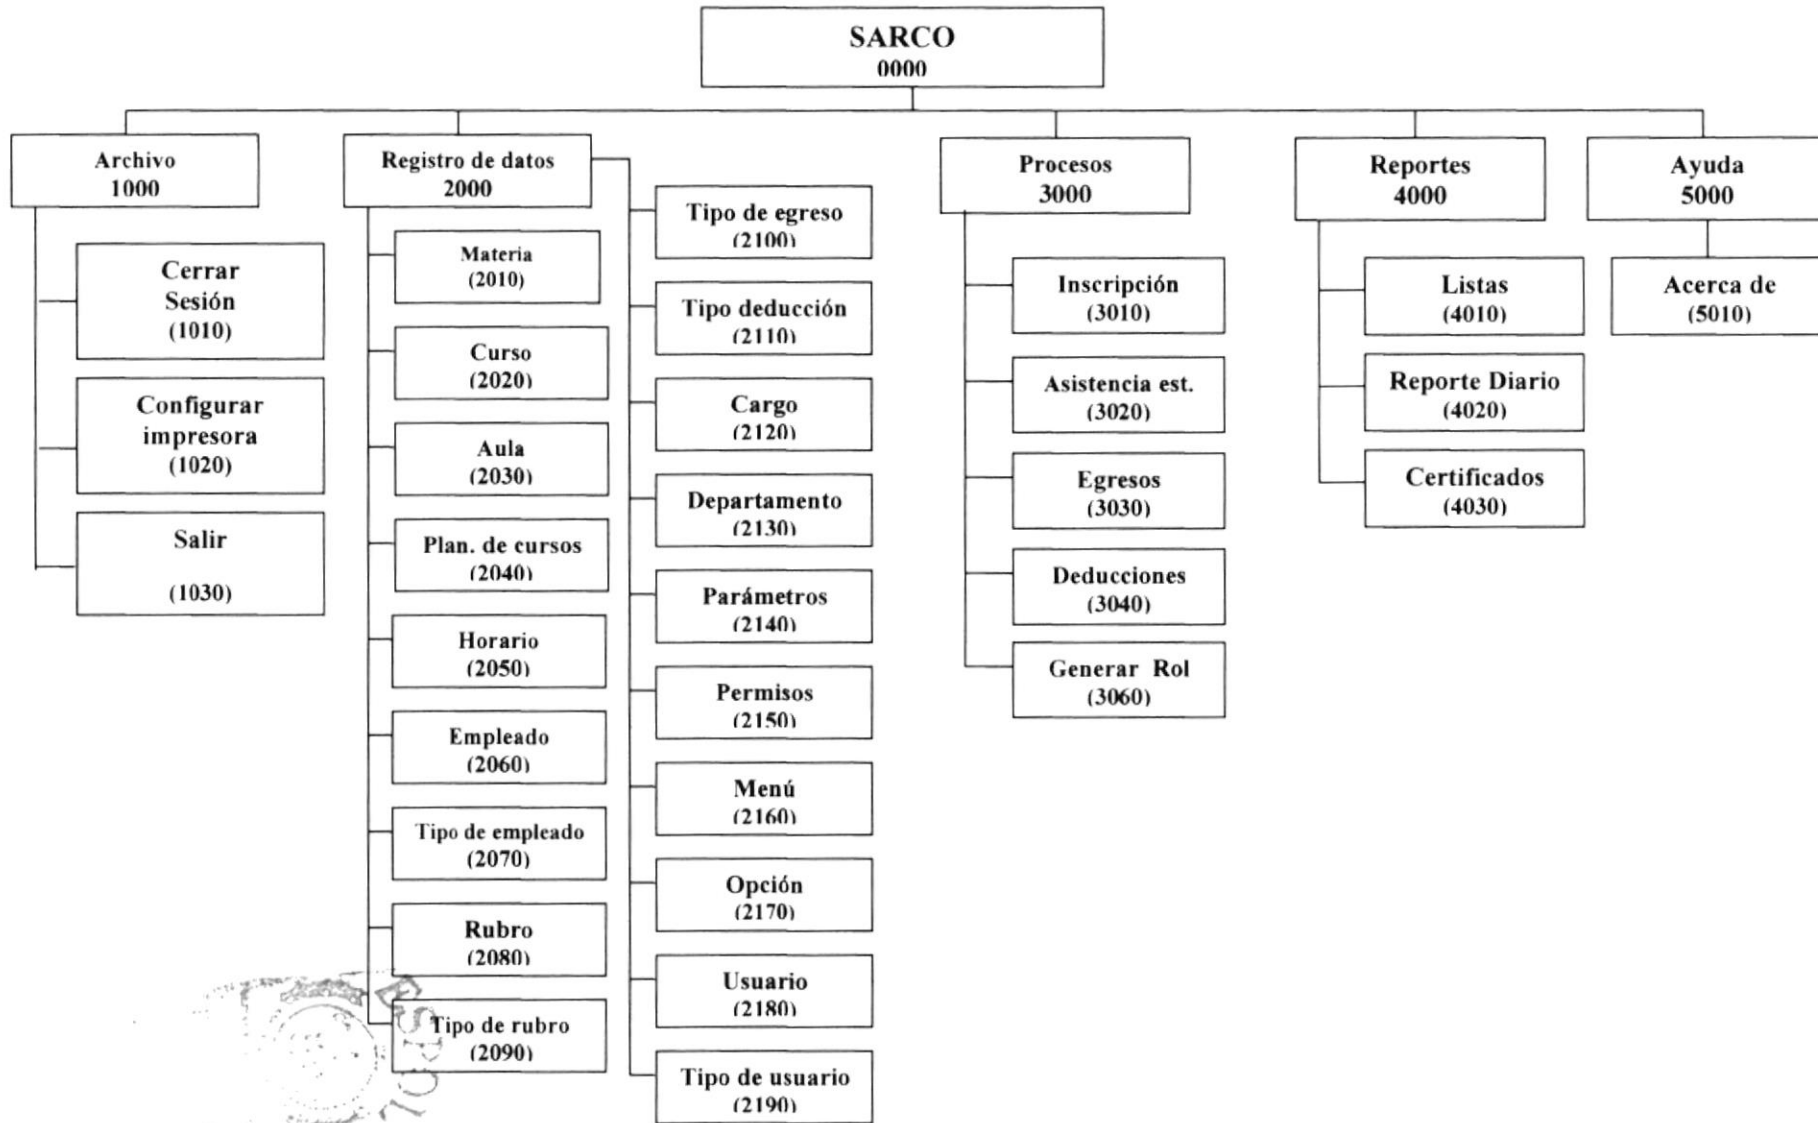 SARCO
0000
Archivo
1000
Cerrar
Sesión
(1010)
Configurar
impresora
(1020)
Salir
(1030)
Registro de datos
2000
Materia
(2010)
Curso
(2020)
Aula
(2030)
Plan. de cursos
(2040)
Horario
(2050)
Empleado
(2060)
Tipo de empleado
(2070)
Rubro
(2080)
Tipo de rubro
(2090)
Tipo de egreso
(2100)
Tipo deducción
(2110)
Cargo
(2120)
Departamento
(2130)
Parámetros
(2140)
Permisos
(2150)
Menú
(2160)
Opción
(2170)
Usuario
(2180)
Tipo de usuario
(2190)
Procesos
3000
Inscripción
(3010)
Asistencia est.
(3020)
Egresos
(3030)
Deducciones
(3040)
Generar Rol
(3060)
Reportes
4000
Listas
(4010)
Reporte Diario
(4020)
Certificados
(4030)
Ayuda
5000
Acerca de
(5010)